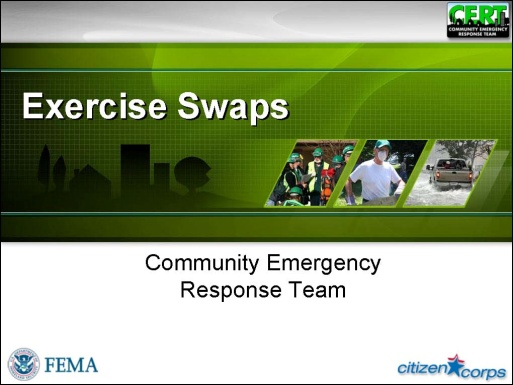 CERT
COMMUNITY EMERGENCY
RESPONSE TEAM
Exercise Swaps
Community Emergency
Response Team
FEMA
citizen corps